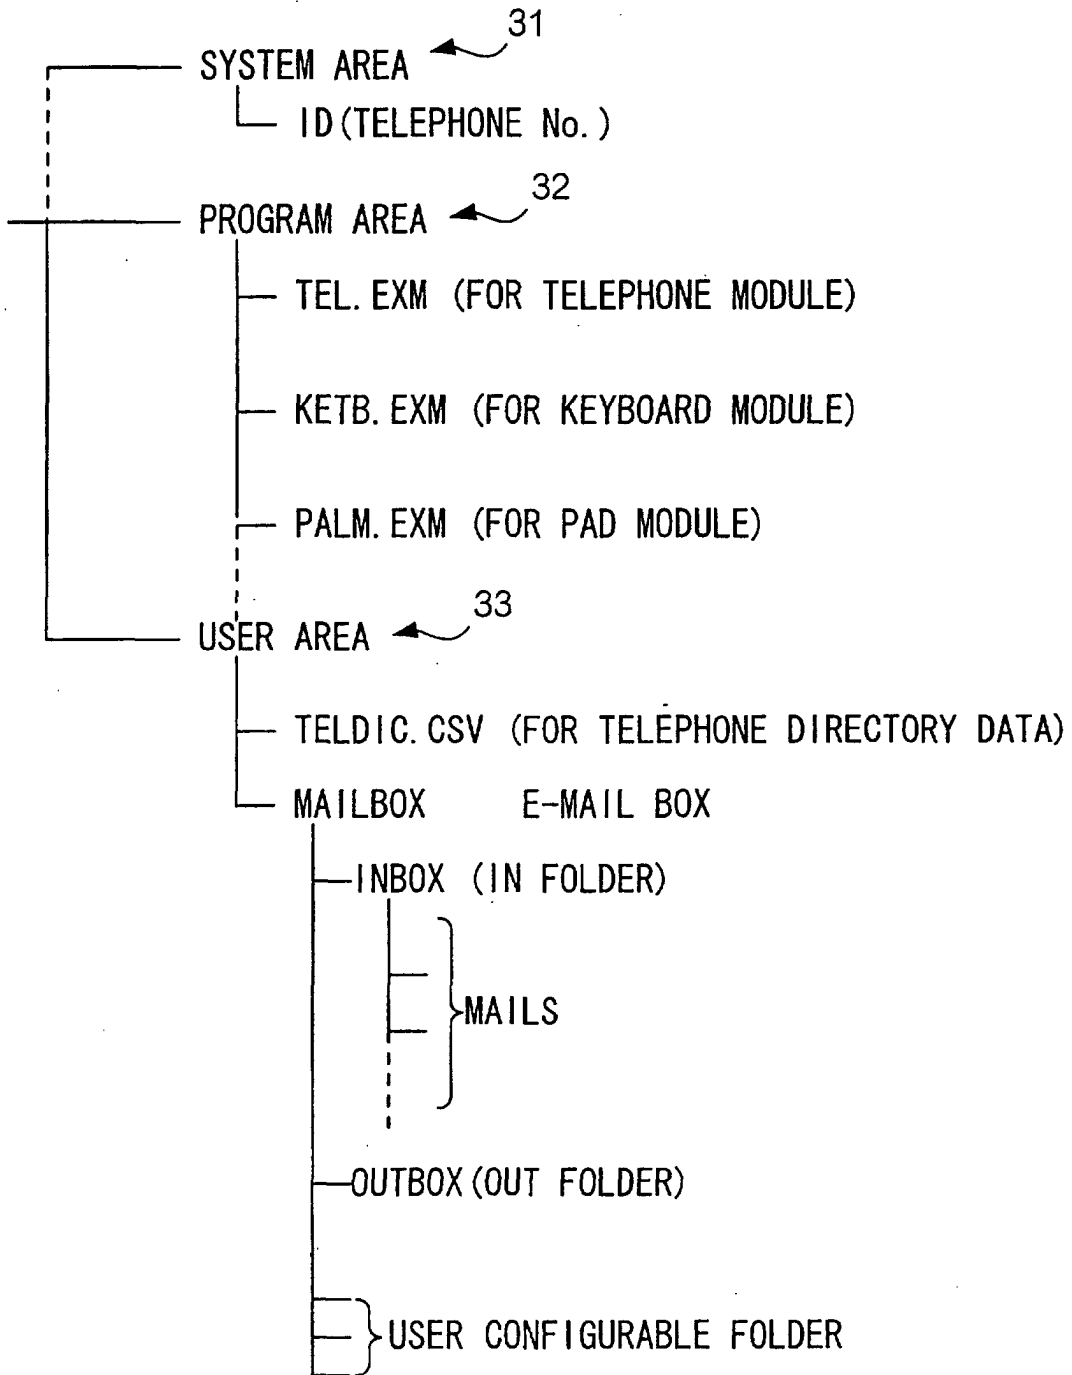 31
SYSTEM AREA
ID(TELEPHONE No.)
32
PROGRAM AREA
TEL.EXM (FOR TELEPHONE MODULE)
KETB.EXM (FOR KEYBOARD MODULE)
PALM.EXM (FOR PAD MODULE)
33
USER AREA
TELDIC.CSV (FOR TELEPHONE DIRECTORY DATA)
MAILBOX E-MAIL BOX
INBOX (IN FOLDER)
MAILS
OUTBOX(OUT FOLDER)
USER CONFIGURABLE FOLDER